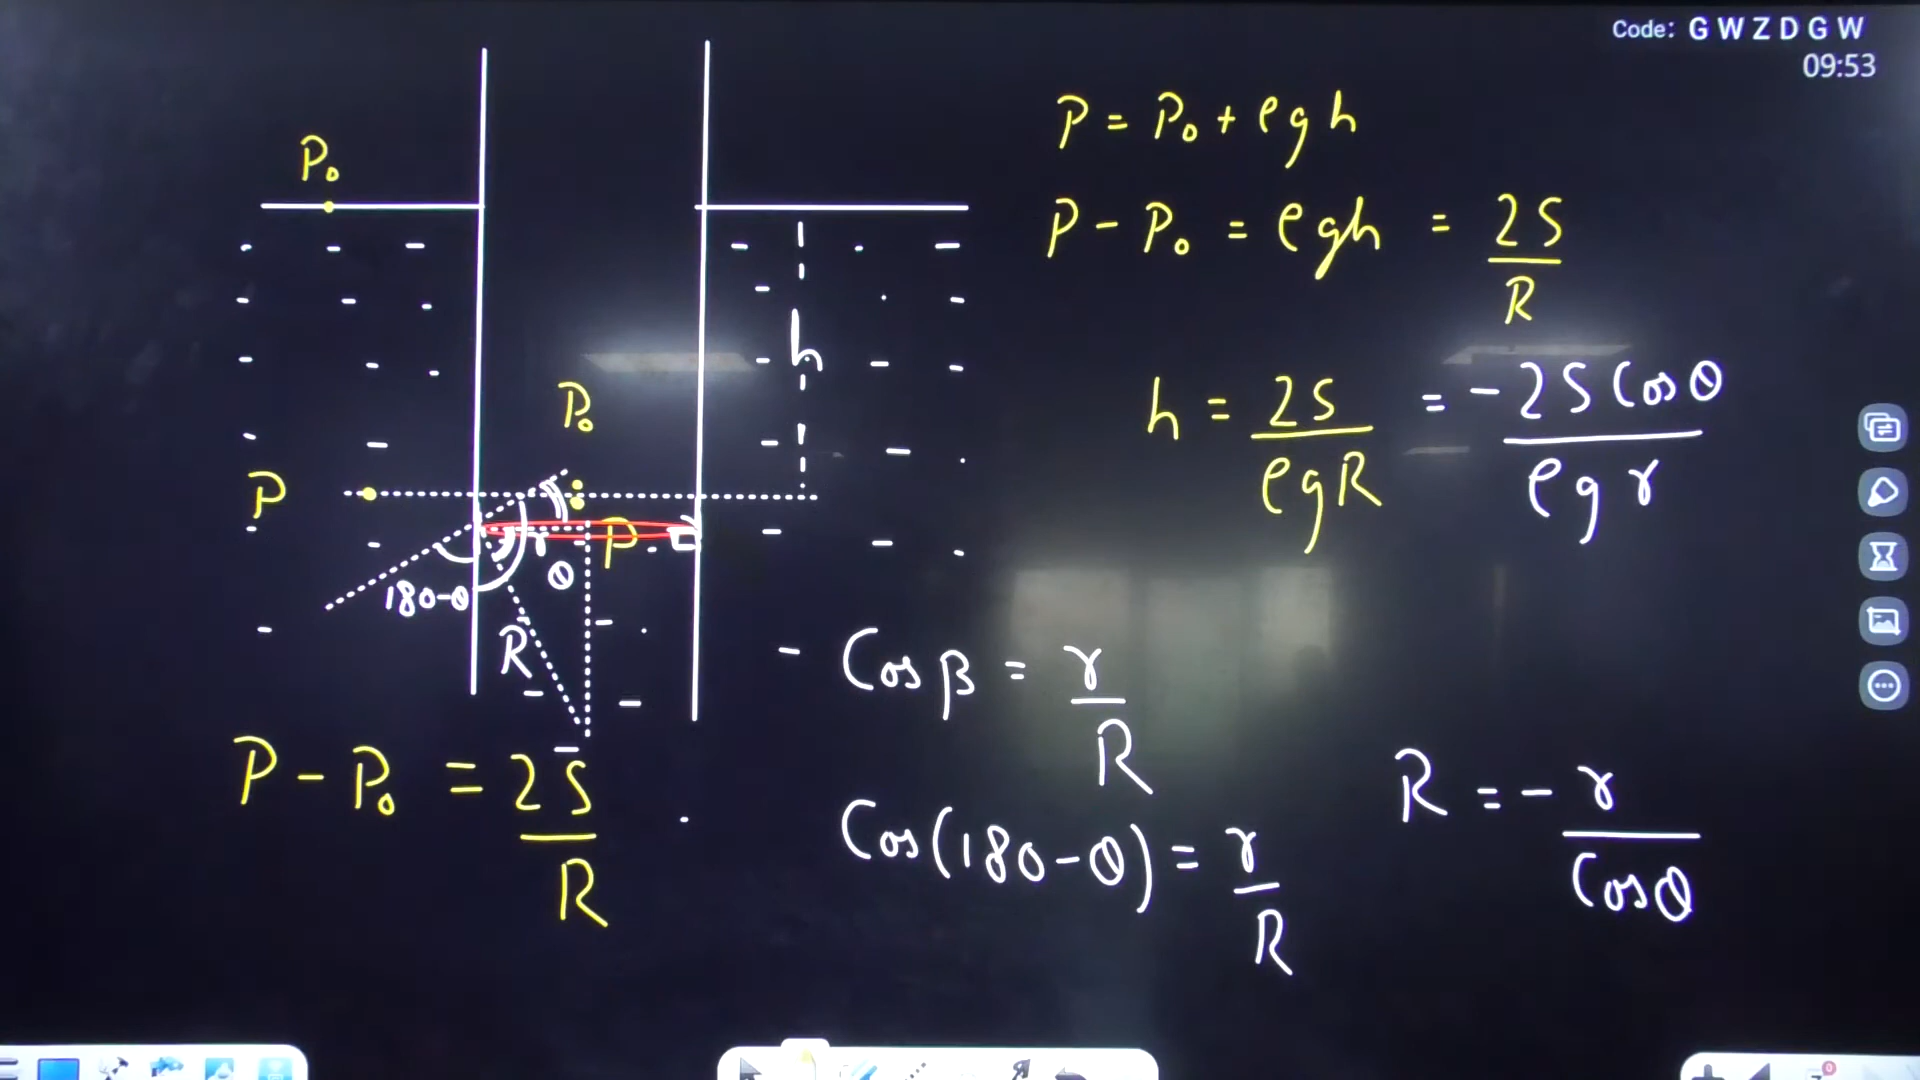 Code: GWZDGW
09:53
P₀
P = P₀ + ρgh
P - P₀ = ρgh = 2S/R
h
P₀
h = 2S/ρgR = -2S Cosθ/ρgr
P
r
P
θ
180-θ
R
Cosβ = r/R
P - P₀ = 2S/R
R = - r/Cosθ
Cos(180-θ) = r/R